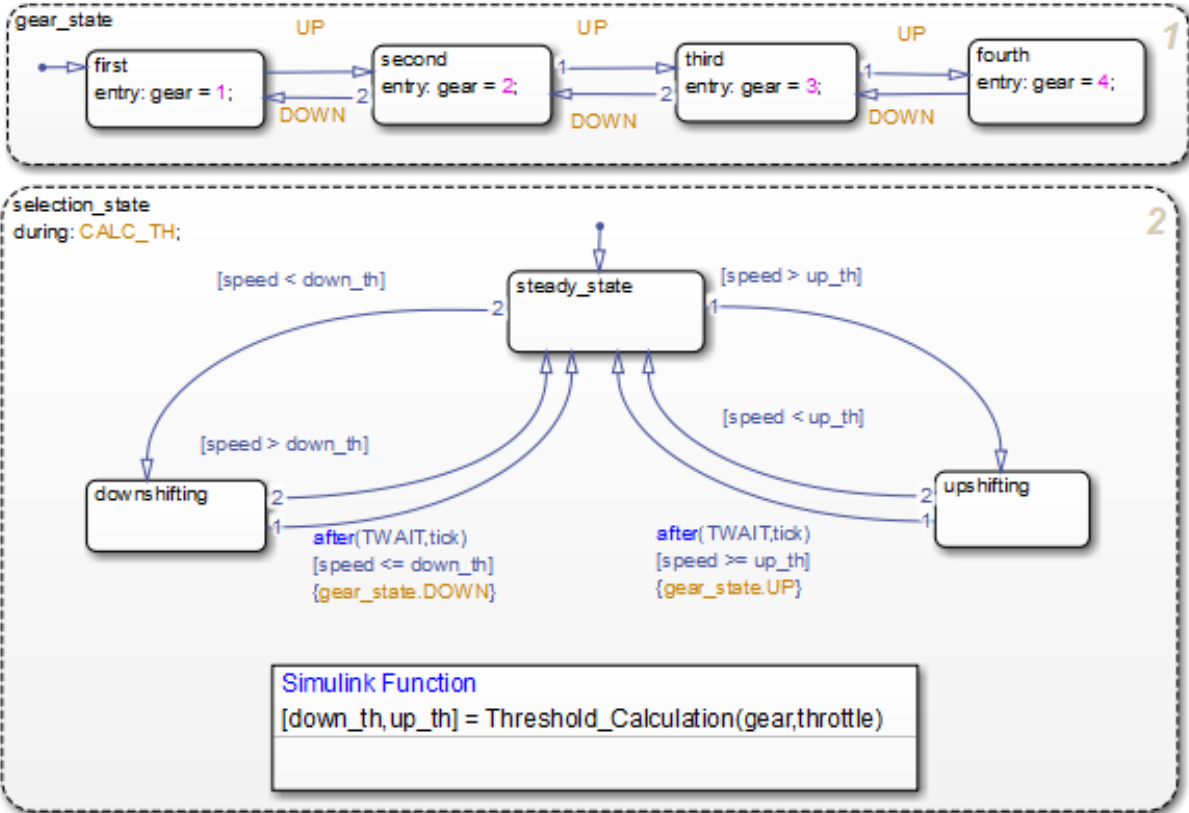 gear_state
1
UP
UP
UP
first
entry: gear = 1;
second
entry: gear = 2;
third
entry: gear = 3;
fourth
entry: gear = 4;
1
2
1
2
1
2
DOWN
DOWN
DOWN
selection_state
during: CALC_TH;
2
[speed < down_th]
steady_state
[speed > up_th]
2
1
[speed > down_th]
[speed < up_th]
downshifting
2
1
upshifting
2
1
after(TWAIT,tick)
[speed <= down_th]
{gear_state.DOWN}
after(TWAIT,tick)
[speed >= up_th]
{gear_state.UP}
Simulink Function
[down_th,up_th] = Threshold_Calculation(gear,throttle)